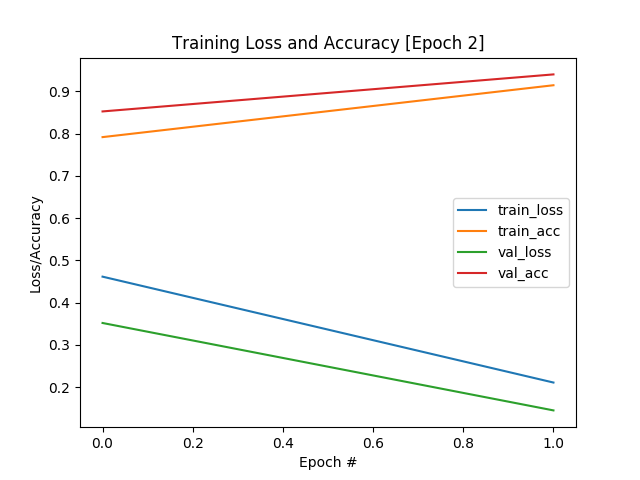 Training Loss and Accuracy [Epoch 2]
Loss/Accuracy
0.9
0.8
0.7
0.6
0.5
0.4
0.3
0.2
train_loss
train_acc
val_loss
val_acc
0.0 0.2 0.4 0.6 0.8 1.0
Epoch #